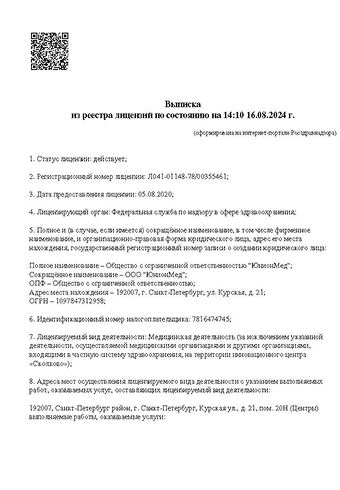 Выписка
из реестра лицензий по состоянию на 14:10 16.08.2024 г.
(сформирована на интернет-портале Росздравнадзора)
1. Статус лицензии: действует;
2. Регистрационный номер лицензии: Л041-01148-78/00355461;
3. Дата предоставления лицензии: 05.08.2020;
4. Лицензирующий орган: Федеральная служба по надзору в сфере здравоохранения;
5. Полное и (в случае, если имеется) сокращённое наименование, в том числе фирменное
наименование, и организационно-правовая форма юридического лица, адрес его места
нахождения, государственный регистрационный номер записи о создании юридического лица:
Полное наименование – Общество с ограниченной ответственностью "ЮнионМед";
Сокращённое наименование – ООО "ЮнионМед";
ОПФ – Общество с ограниченной ответственностью;
Адрес места нахождения – 192007, г. Санкт-Петербург, ул. Курская, д. 21;
ОГРН – 1097847312958;
6. Идентификационный номер налогоплательщика: 7816474745;
7. Лицензируемый вид деятельности: Медицинская деятельность (за исключением указанной
деятельности, осуществляемой медицинскими организациями и другими организациями,
входящими в частную систему здравоохранения, на территории инновационного центра
«Сколково»);
8. Адреса мест осуществления лицензируемого вида деятельности с указанием выполняемых
работ, оказываемых услуг, составляющих лицензируемый вид деятельности:
192007, Санкт-Петербург район, г. Санкт-Петербург, Курская ул., д. 21, пом. 20Н (Центры)
выполняемые работы, оказываемые услуги: